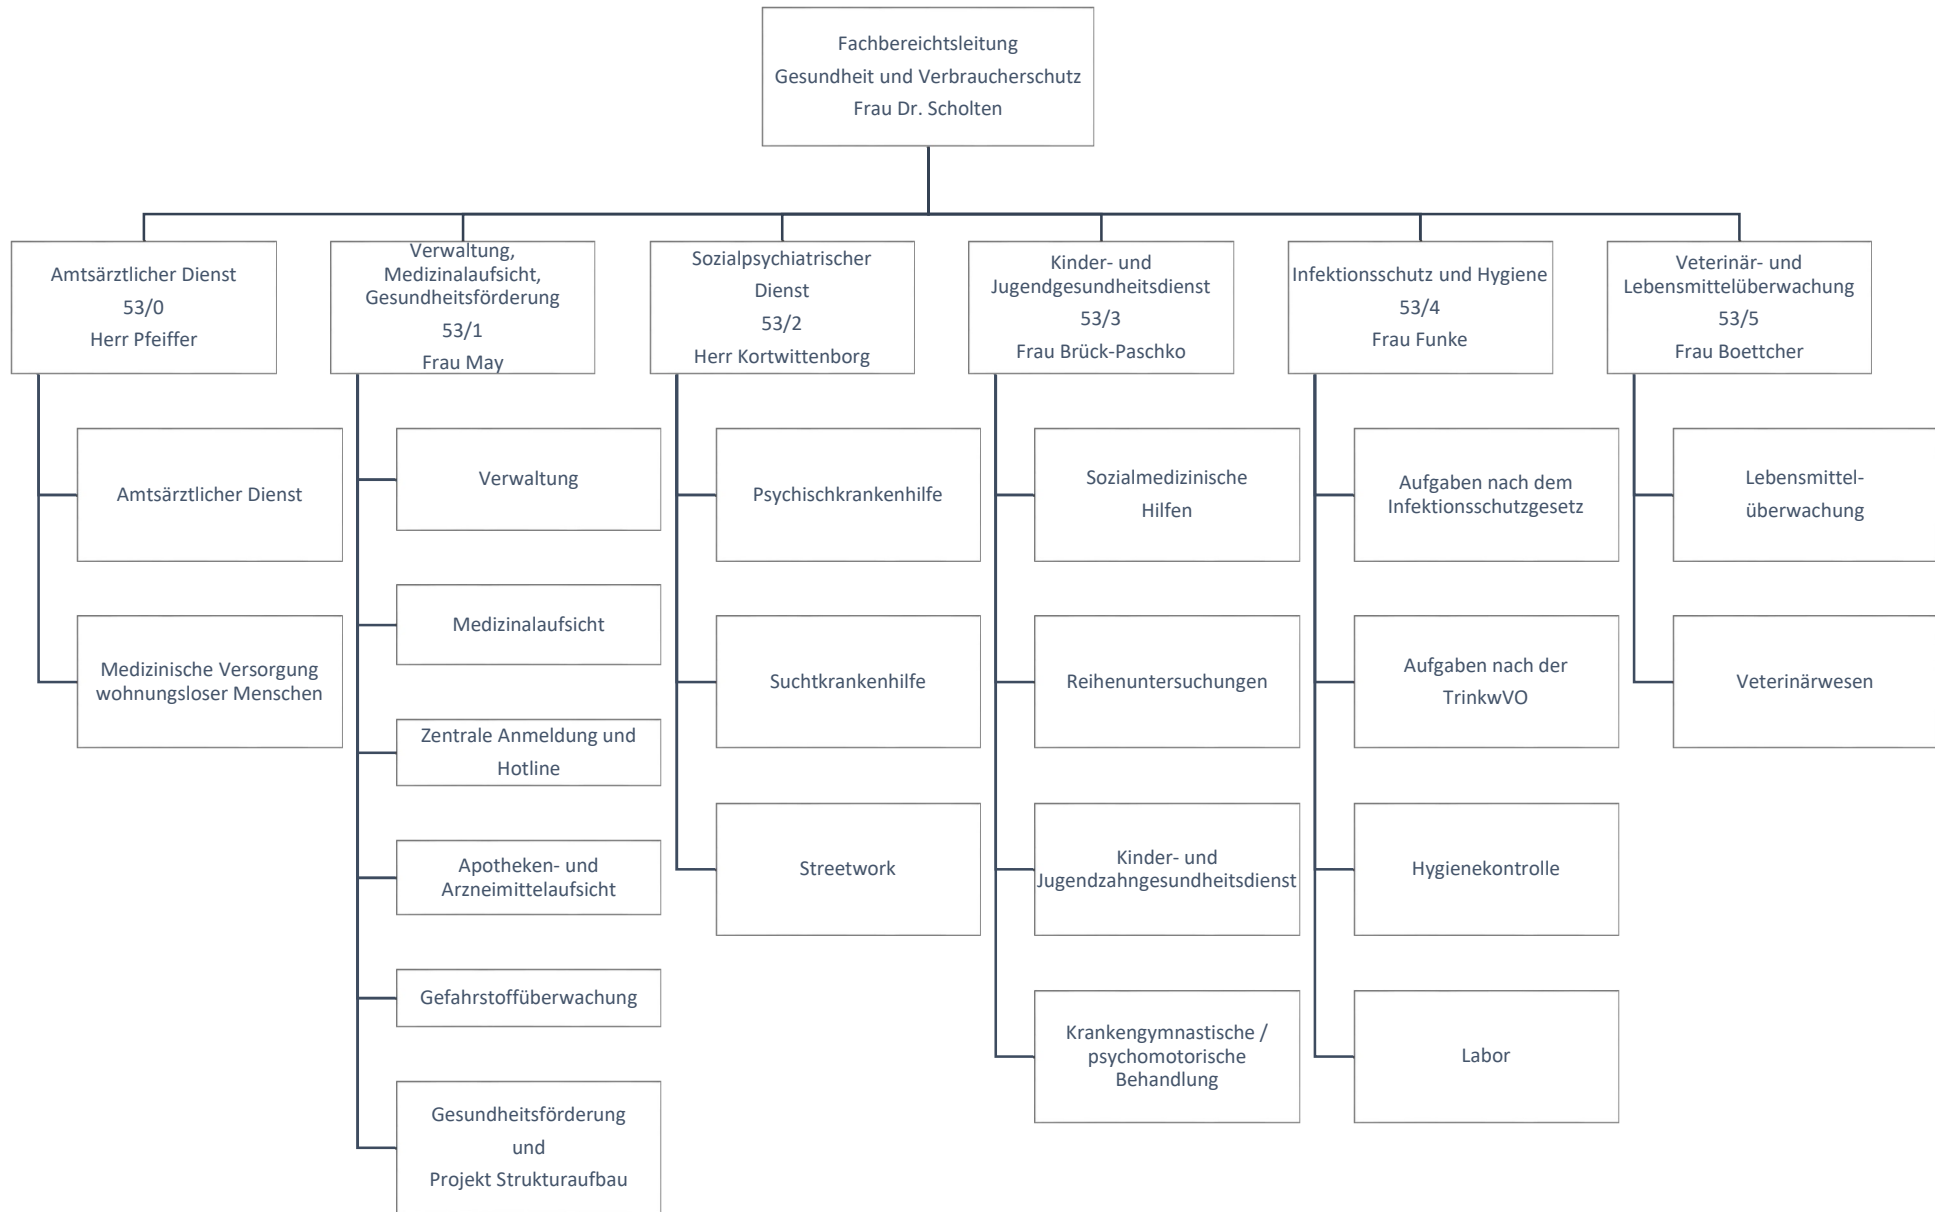 Fachbereichtsleitung
Gesundheit und Verbraucherschutz
Frau Dr. Scholten
Amtsärztlicher Dienst
53/0
Herr Pfeiffer
Verwaltung,
Medizinalaufsicht,
Gesundheitsförderung
53/1
Frau May
Sozialpsychiatrischer
Dienst
53/2
Herr Kortwittenborg
Kinder- und
Jugendgesundheitsdienst
53/3
Frau Brück-Paschko
Infektionsschutz und Hygiene
53/4
Frau Funke
Veterinär- und
Lebensmittelüberwachung
53/5
Frau Boettcher
Amtsärztlicher Dienst
Medizinische Versorgung
wohnungsloser Menschen
Verwaltung
Medizinalaufsicht
Zentrale Anmeldung und
Hotline
Apotheken- und
Arzneimittelaufsicht
Gefahrstoffüberwachung
Gesundheitsförderung
und
Projekt Strukturaufbau
Psychischkrankenhilfe
Suchtkrankenhilfe
Streetwork
Sozialmedizinische
Hilfen
Reihenuntersuchungen
Kinder- und
Jugendzahngesundheitsdienst
Krankengymnastische /
psychomotorische
Behandlung
Aufgaben nach dem
Infektionsschutzgesetz
Aufgaben nach der
TrinkwVO
Hygienekontrolle
Labor
Lebensmittel-
überwachung
Veterinärwesen